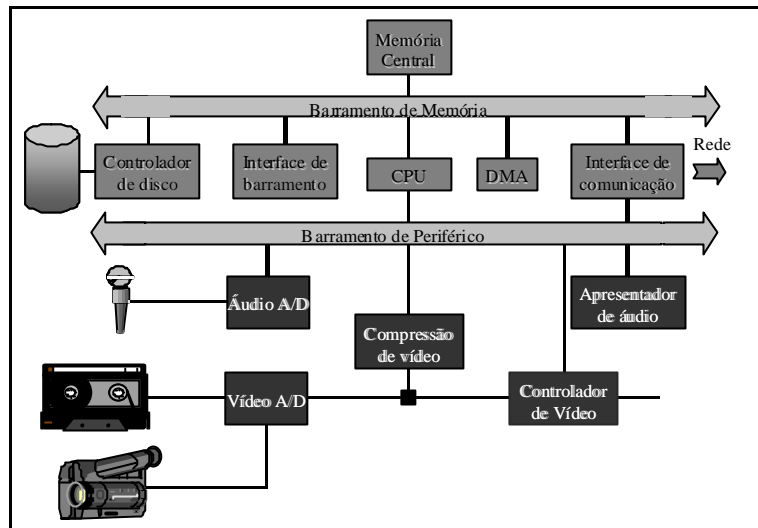 Memória
Central
Barramento de Memória
Rede
Controlador
de disco
Interface de
barramento
CPU
DMA
Interface de
comunicação
Barramento de Periférico
Áudio A/D
Apresentador
de áudio
Compressão
de vídeo
Vídeo A/D
Controlador
de Vídeo